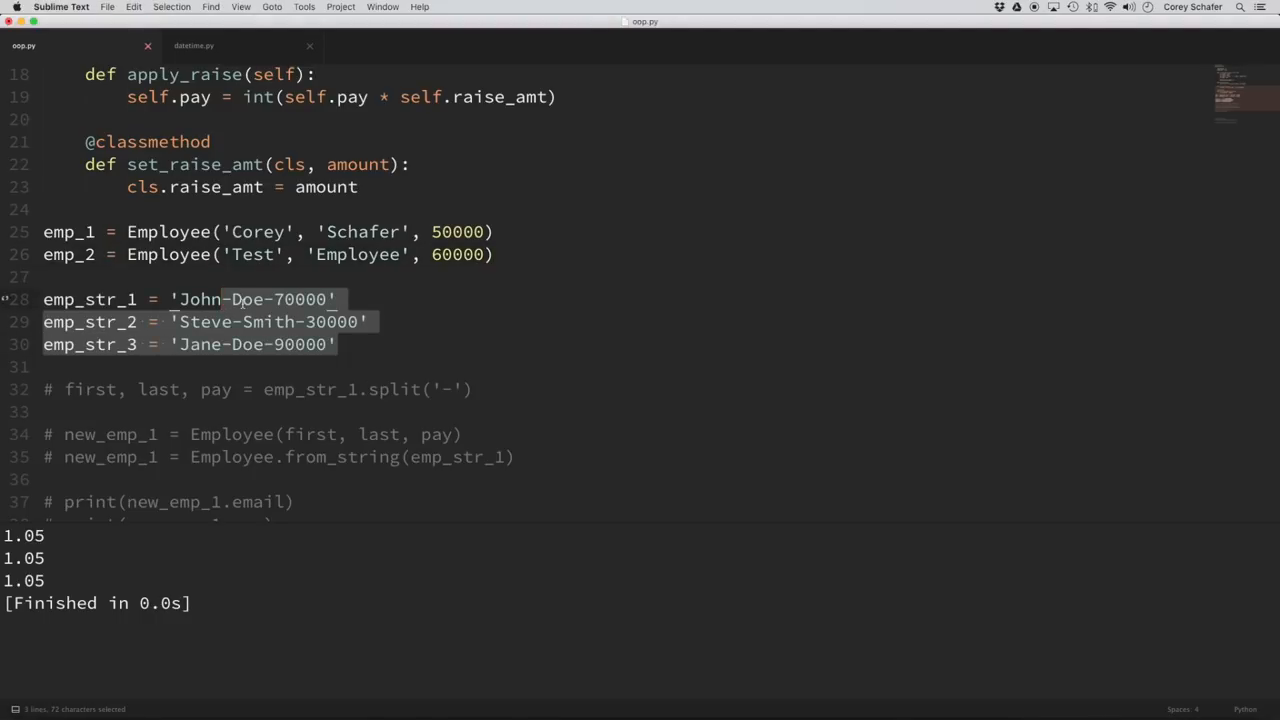 Sublime Text File Edit Selection Find View Goto Tools Project Window Help Corey Schafer
oop.py
oop.py datetime.py
18 def apply_raise(self):
19 self.pay = int(self.pay * self.raise_amt)
20
21 @classmethod
22 def set_raise_amt(cls, amount):
23 cls.raise_amt = amount
24
25 emp_1 = Employee('Corey', 'Schafer', 50000)
26 emp_2 = Employee('Test', 'Employee', 60000)
27
28 emp_str_1 = 'John-Doe-70000'
29 emp_str_2 = 'Steve-Smith-30000'
30 emp_str_3 = 'Jane-Doe-90000'
31
32 # first, last, pay = emp_str_1.split('-')
33
34 # new_emp_1 = Employee(first, last, pay)
35 # new_emp_1 = Employee.from_string(emp_str_1)
36
37 # print(new_emp_1.email)
1.05
1.05
1.05
[Finished in 0.0s]
3 lines, 72 characters selected Spaces: 4 Python